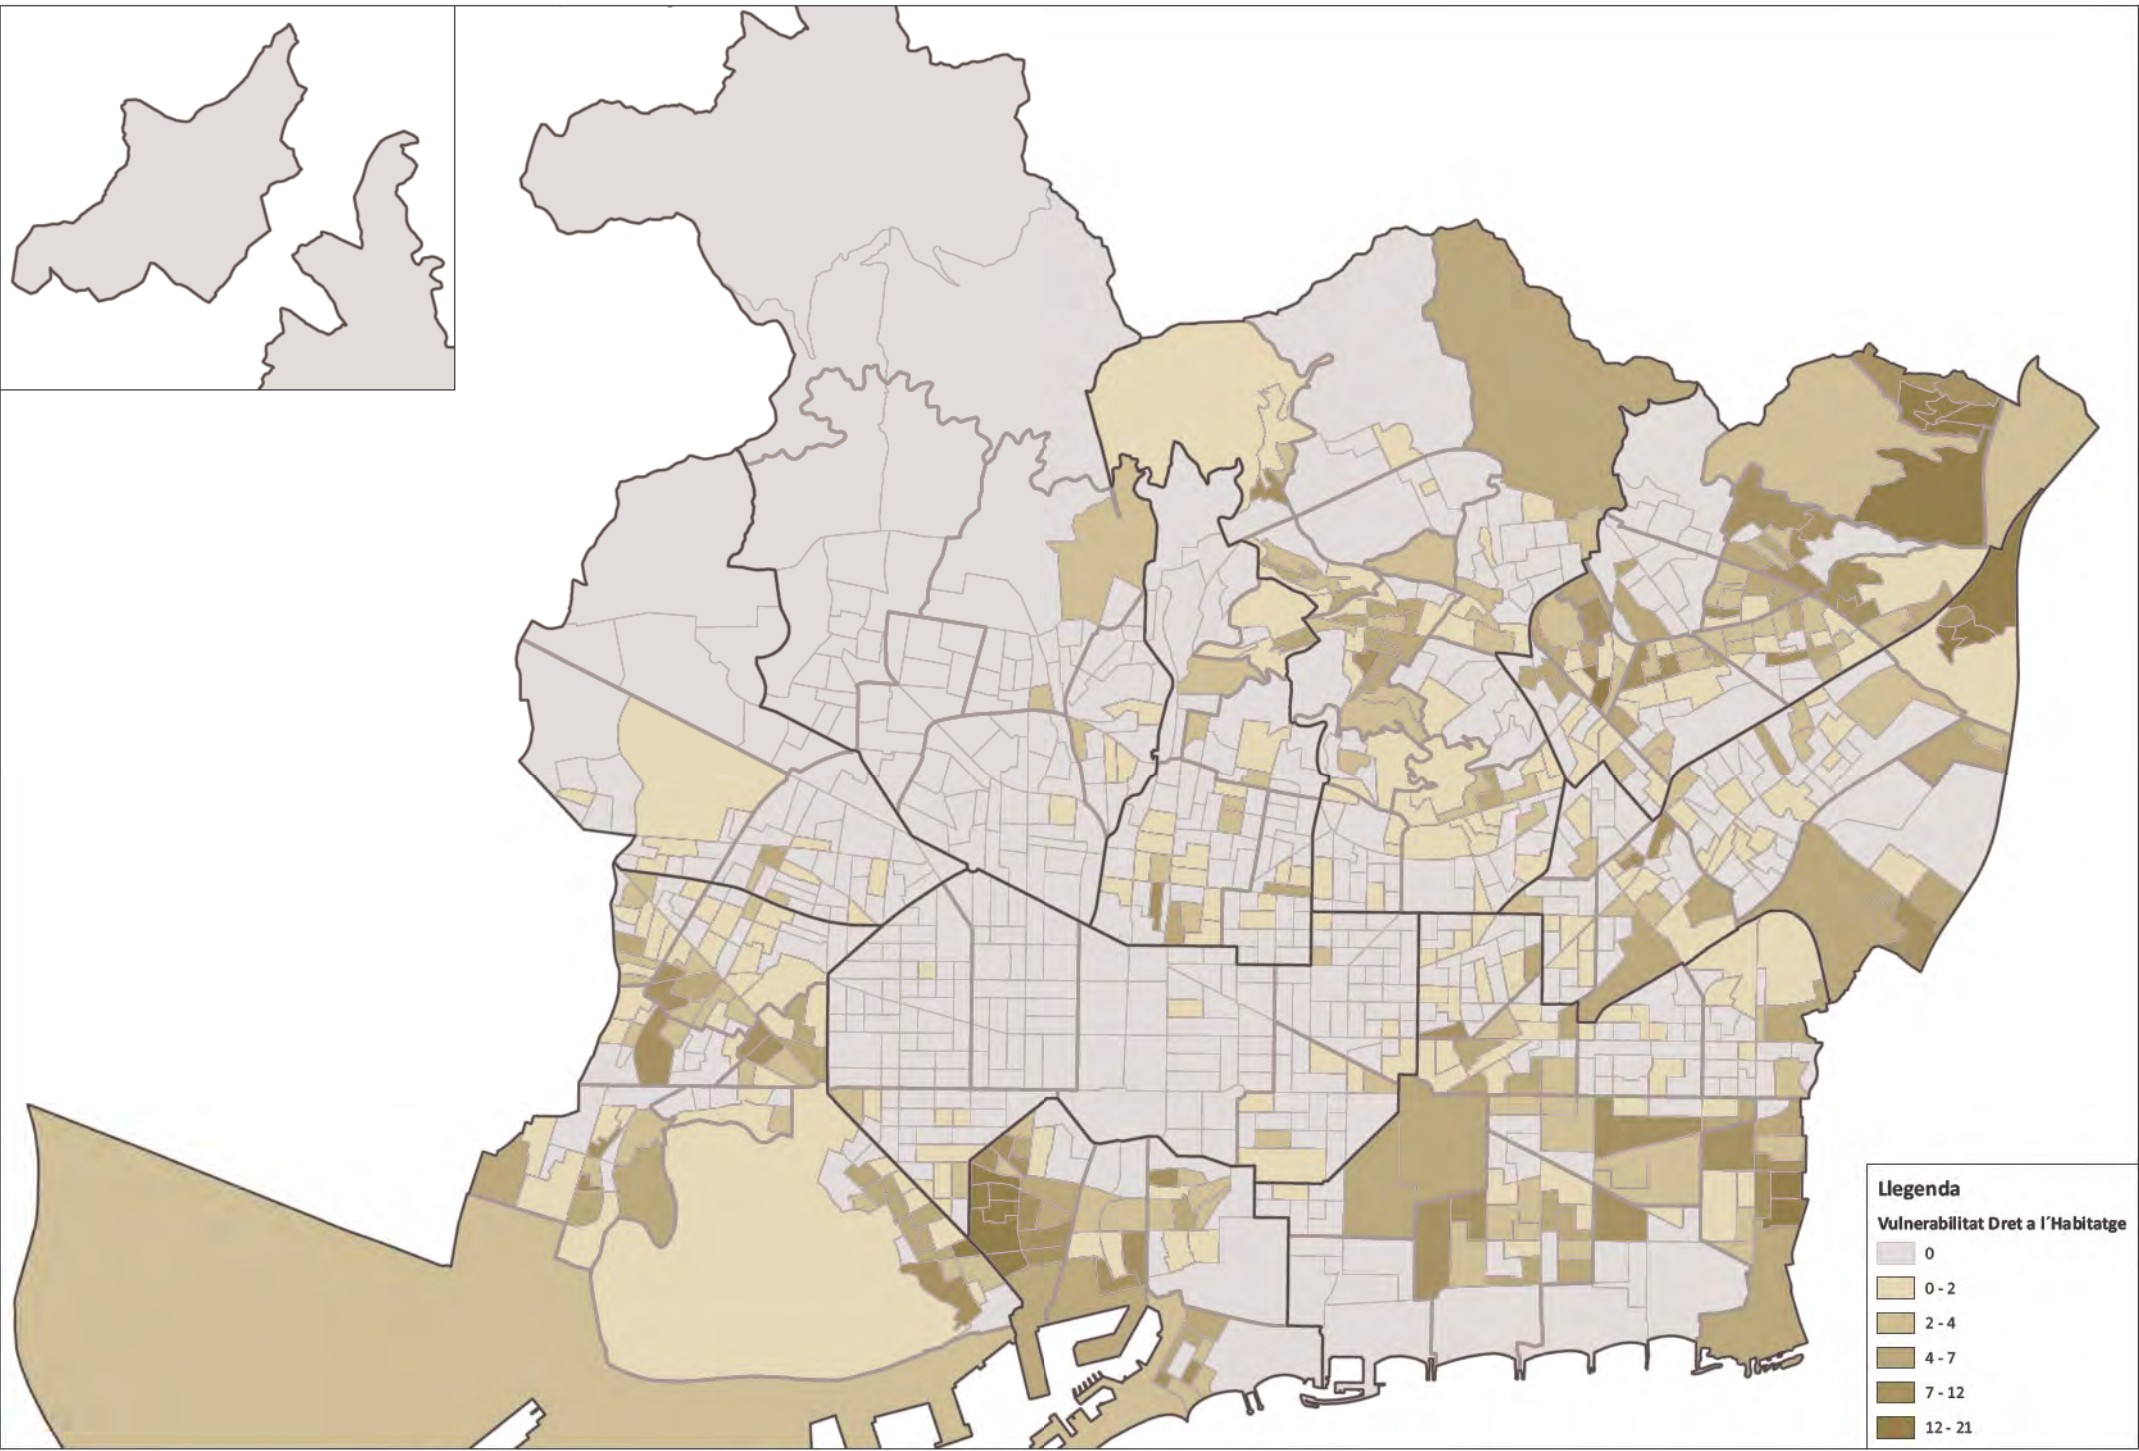 Llegenda
Vulnerabilitat Dret a l´Habitatge
0
0 - 2
2 - 4
4 - 7
7 - 12
12 - 21